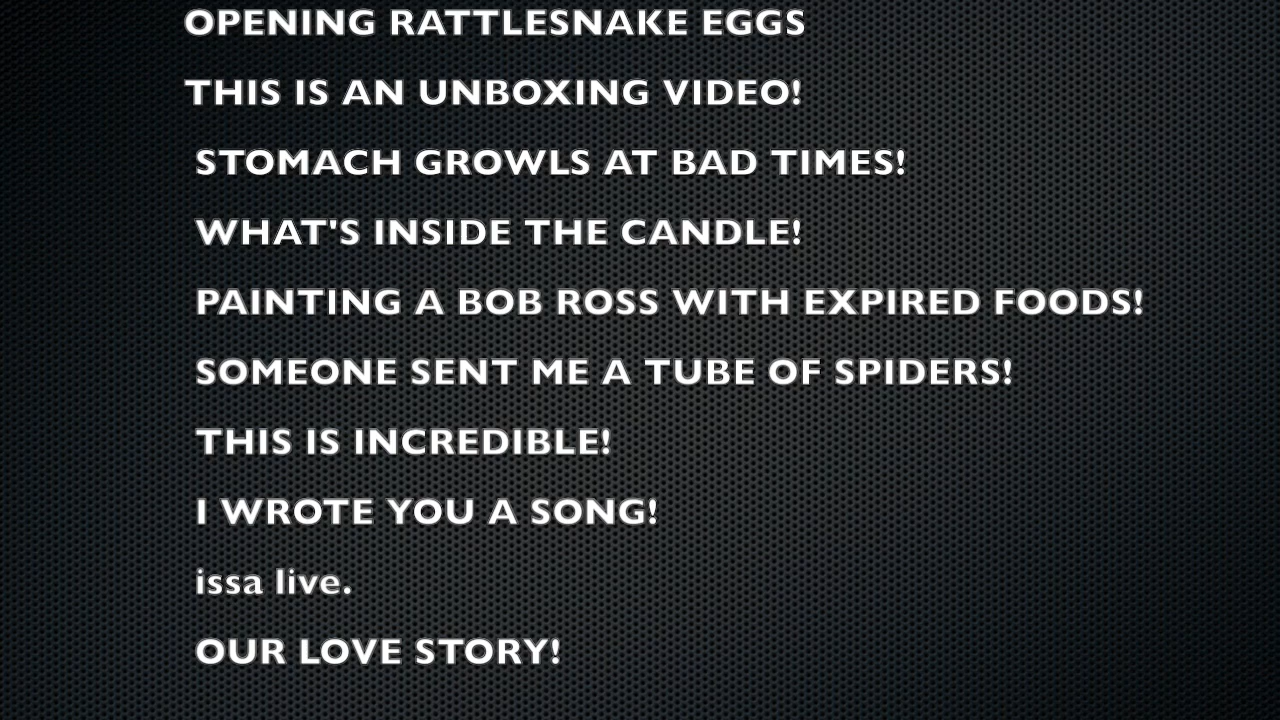 OPENING RATTLESNAKE EGGS
THIS IS AN UNBOXING VIDEO!
STOMACH GROWLS AT BAD TIMES!
WHAT'S INSIDE THE CANDLE!
PAINTING A BOB ROSS WITH EXPIRED FOODS!
SOMEONE SENT ME A TUBE OF SPIDERS!
THIS IS INCREDIBLE!
I WROTE YOU A SONG!
issa live.
OUR LOVE STORY!